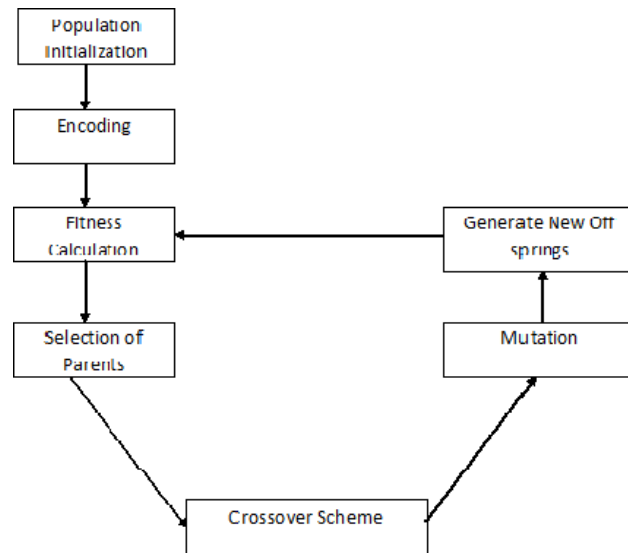 Population
Initialization
Encoding
Fitness
Calculation
Generate New Off
springs
Selection of
Parents
Mutation
Crossover Scheme